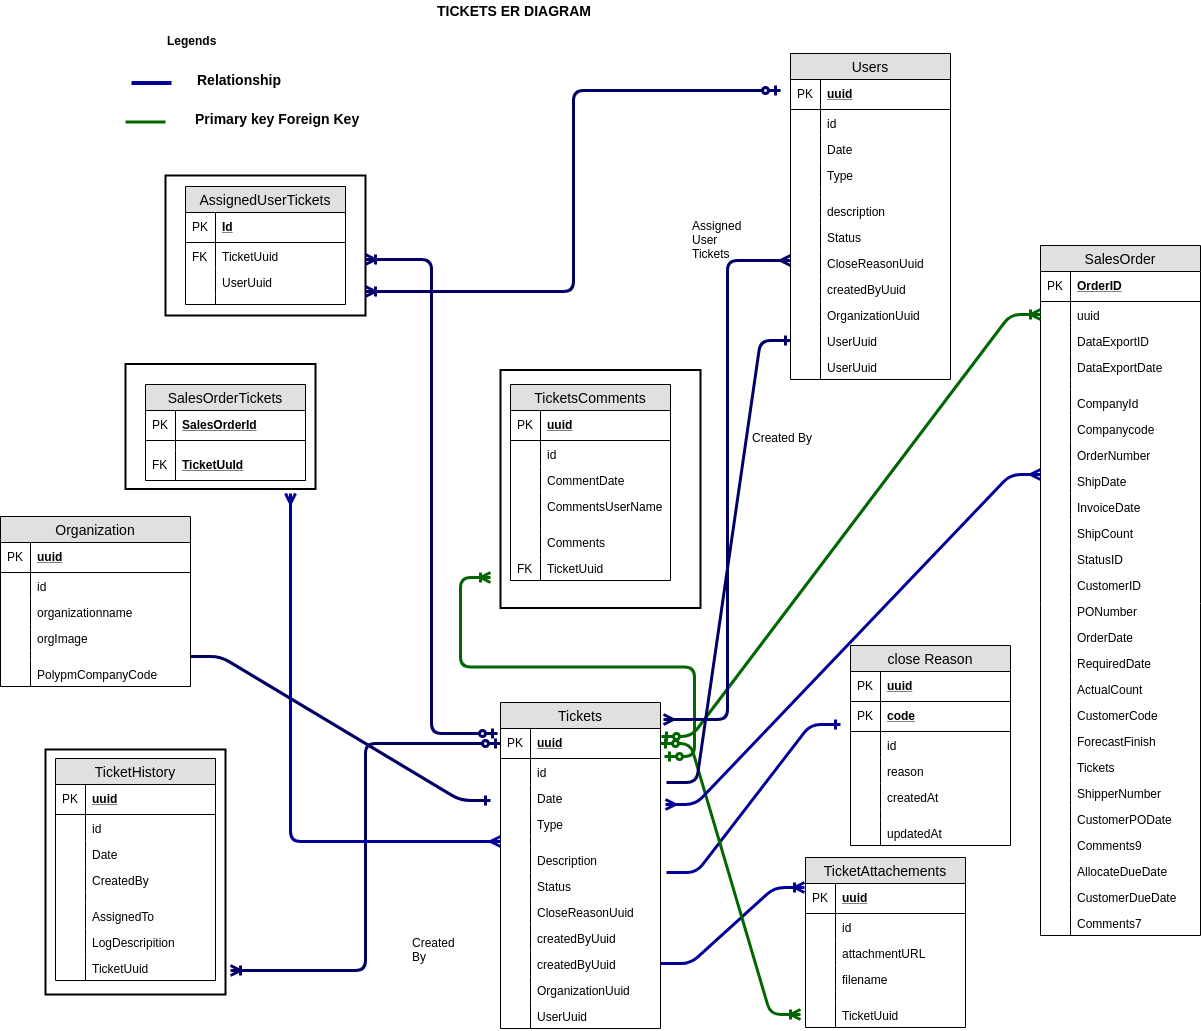 TICKETS ER DIAGRAM
Legends
Relationship
Primary key Foreign Key
Users
PK uuid
id
Date
Type
description
Status
CloseReasonUuid
createdByUuid
OrganizationUuid
UserUuid
UserUuid
AssignedUserTickets
PK Id
FK TicketUuid
UserUuid
Assigned
User
Tickets
SalesOrder
PK OrderID
uuid
DataExportID
DataExportDate
CompanyId
Companycode
OrderNumber
ShipDate
InvoiceDate
ShipCount
StatusID
CustomerID
PONumber
OrderDate
RequiredDate
ActualCount
CustomerCode
ForecastFinish
Tickets
ShipperNumber
CustomerPODate
Comments9
AllocateDueDate
CustomerDueDate
Comments7
SalesOrderTickets
PK SalesOrderId
FK TicketUuId
TicketsComments
PK uuid
id
CommentDate
CommentsUserName
Comments
FK TicketUuid
Created By
Organization
PK uuid
id
organizationname
orgImage
PolypmCompanyCode
close Reason
PK uuid
PK code
id
reason
createdAt
updatedAt
Tickets
PK uuid
id
Date
Type
Description
Status
CloseReasonUuid
createdByUuid
createdByUuid
OrganizationUuid
UserUuid
TicketHistory
PK uuid
id
Date
CreatedBy
AssignedTo
LogDescripition
TicketUuid
Created
By
TicketAttachements
PK uuid
id
attachmentURL
filename
TicketUuid